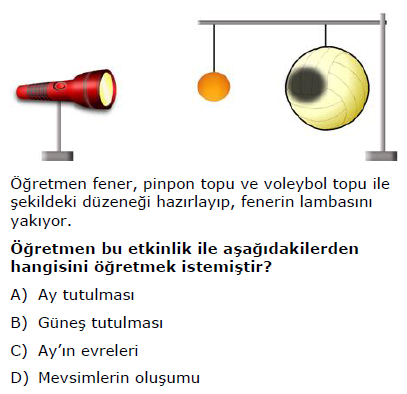 Öğretmen fener, pinpon topu ve voleybol topu ile
şekildeki düzeneği hazırlayıp, fenerin lambasını
yakıyor.
Öğretmen bu etkinlik ile aşağıdakilerden
hangisini öğretmek istemiştir?
A) Ay tutulması
B) Güneş tutulması
C) Ay’ın evreleri
D) Mevsimlerin oluşumu